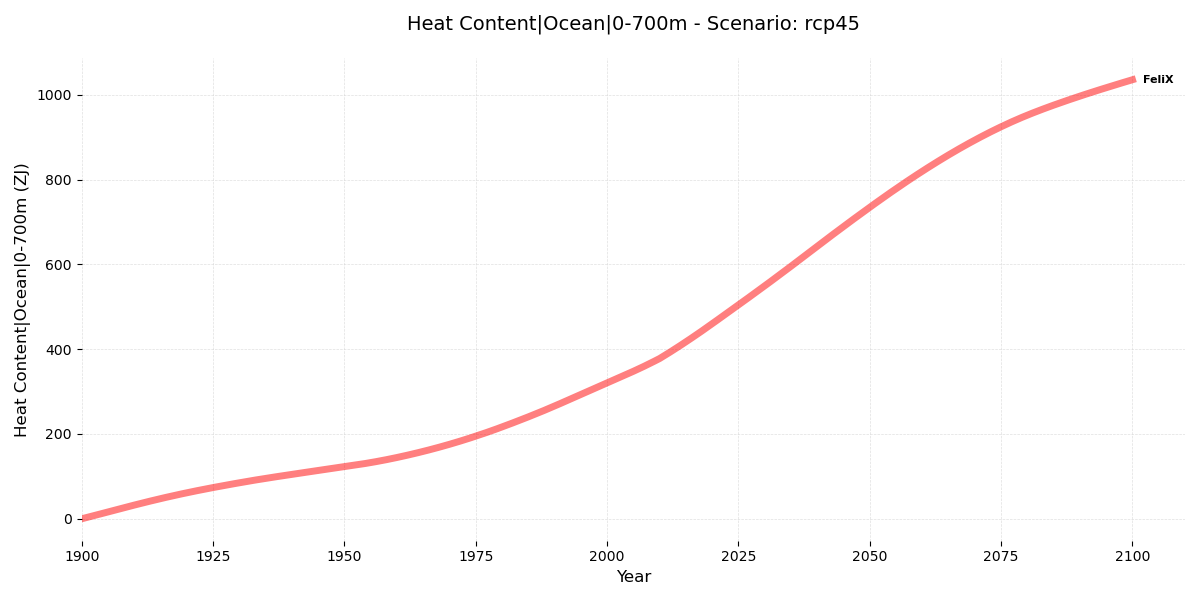 Heat Content|Ocean|0-700m - Scenario: rcp45
Heat Content|Ocean|0-700m (ZJ)
1000
800
600
400
200
0
FeliX
1900 1925 1950 1975 2000 2025 2050 2075 2100
Year